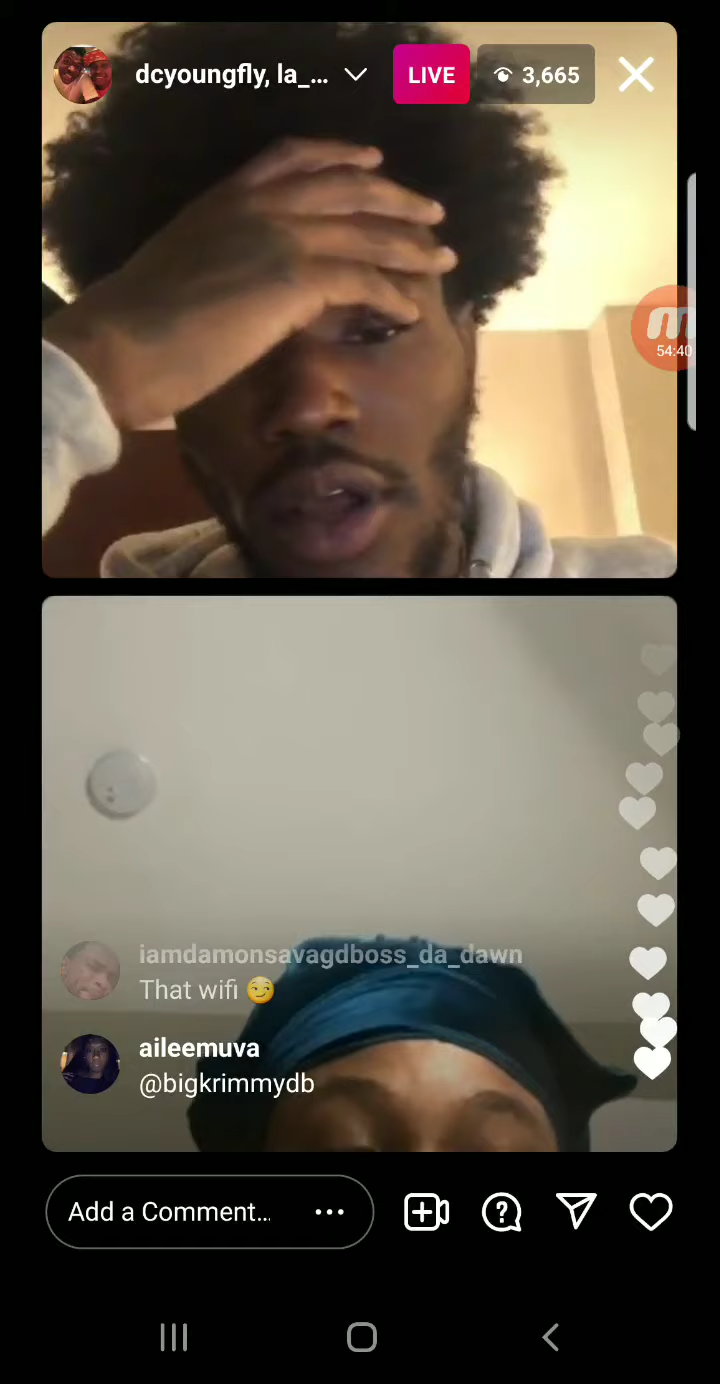 dcyoungfly, la_...
LIVE
3,665
54:40
iamdamonsavagdboss_da_dawn
That wifi 😏
aileemuva
@bigkrimmydb
Add a Comment...